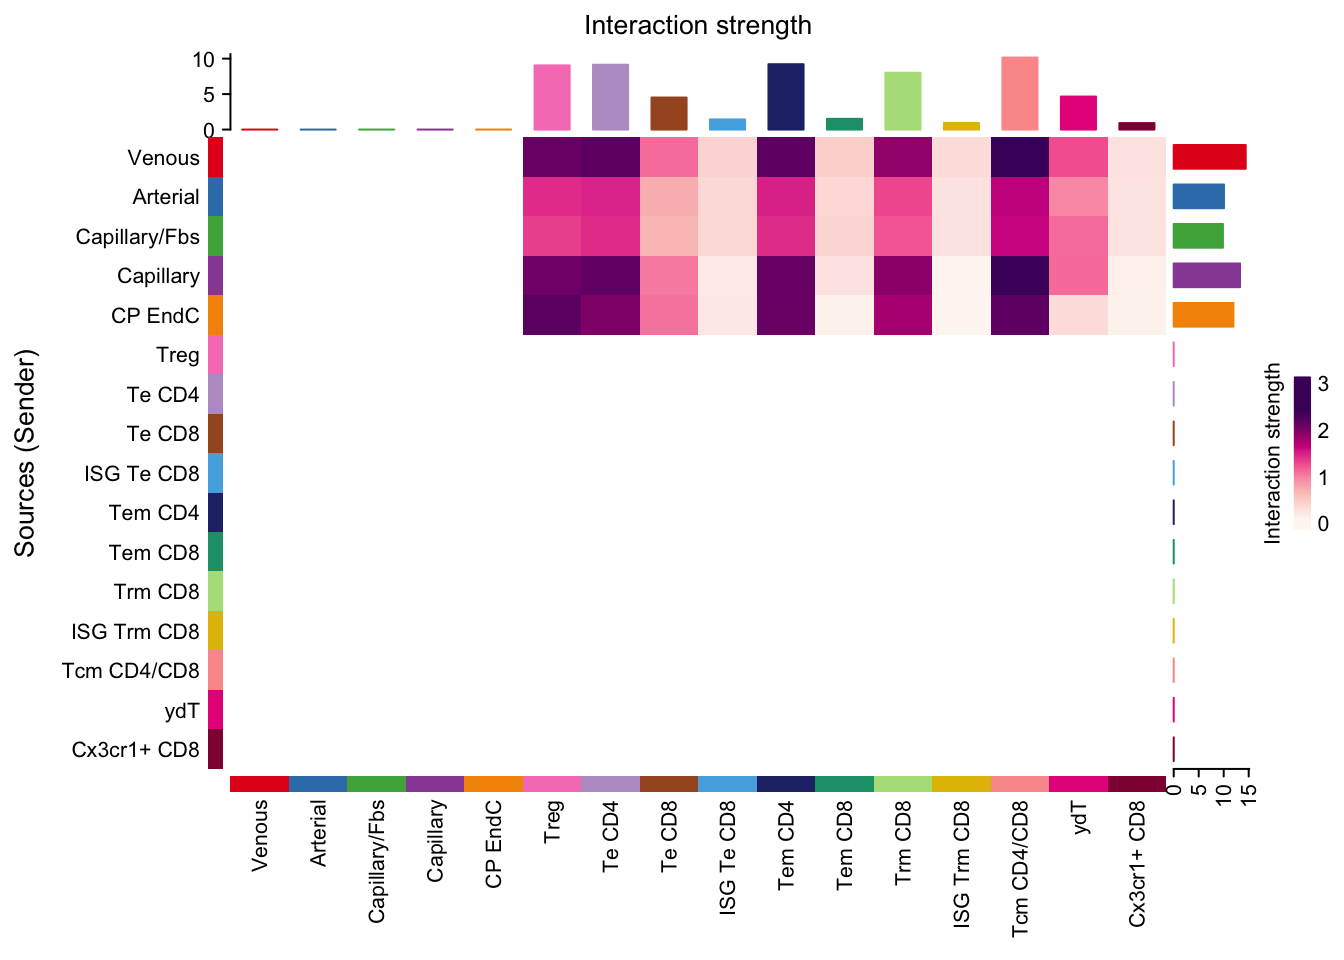 Interaction strength
10
5
0
Venous
Arterial
Capillary/Fbs
Capillary
CP EndC
Treg
Te CD4
Te CD8
ISG Te CD8
Tem CD4
Tem CD8
Trm CD8
ISG Trm CD8
Tcm CD4/CD8
ydT
Cx3cr1+ CD8
Sources (Sender)
Venous
Arterial
Capillary/Fbs
Capillary
CP EndC
Treg
Te CD4
Te CD8
ISG Te CD8
Tem CD4
Tem CD8
Trm CD8
ISG Trm CD8
Tcm CD4/CD8
ydT
Cx3cr1+ CD8
0
5
10
15
Interaction strength
3
2
1
0